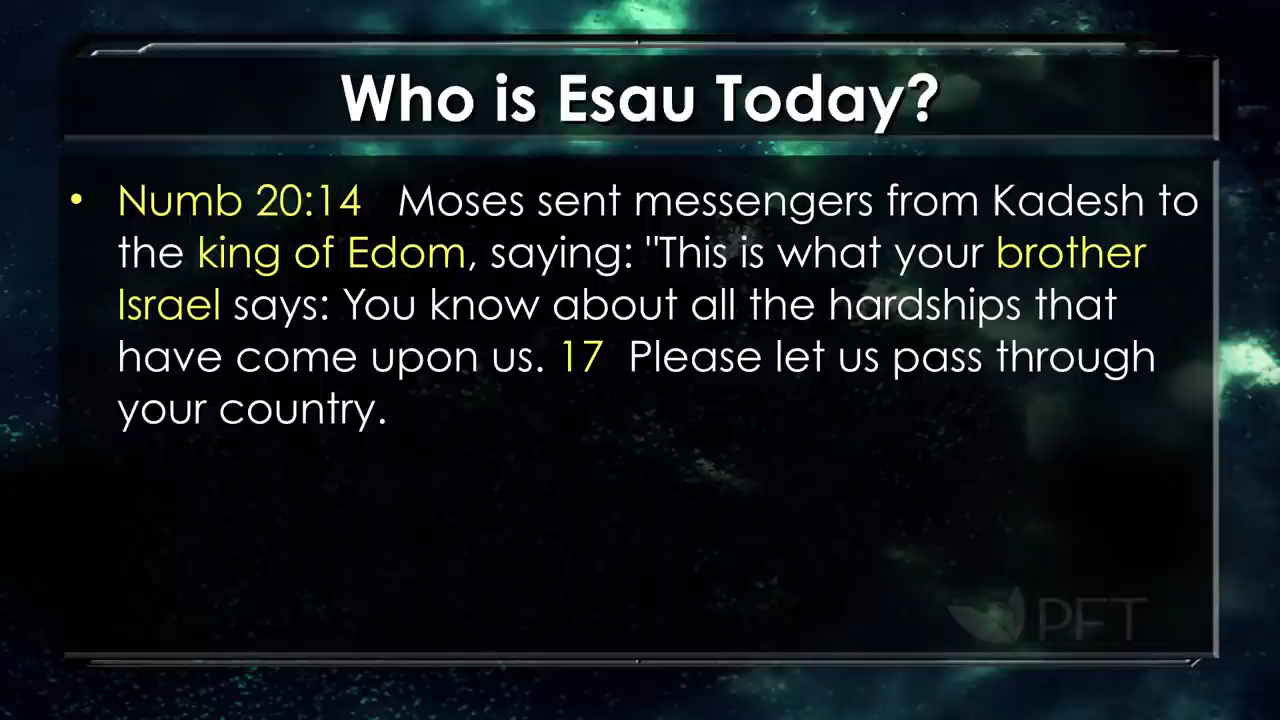 Who is Esau Today?
• Numb 20:14 Moses sent messengers from Kadesh to
the king of Edom, saying: "This is what your brother
Israel says: You know about all the hardships that
have come upon us. 17 Please let us pass through
your country.
PFT